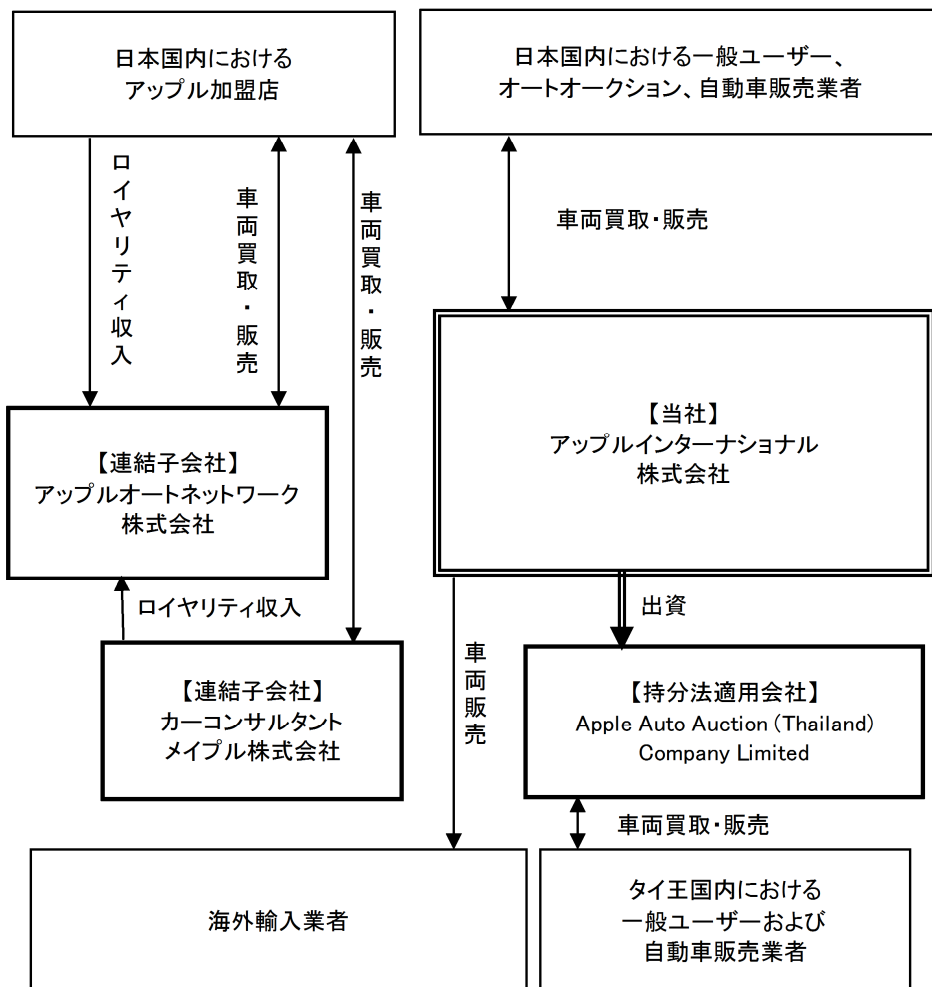 日本国内における
アップル加盟店
日本国内における一般ユーザー、
オートオークション、自動車販売業者
ロイヤリティ収入
車両買取・販売
車両買取・販売
車両買取・販売
【当社】
アップルインターナショナル
株式会社
【連結子会社】
アップルオートネットワーク
株式会社
ロイヤリティ収入
出資
【連結子会社】
カーコンサルタント
メイプル株式会社
車両販売
【持分法適用会社】
Apple Auto Auction (Thailand)
Company Limited
車両買取・販売
海外輸入業者
タイ王国内における
一般ユーザーおよび
自動車販売業者